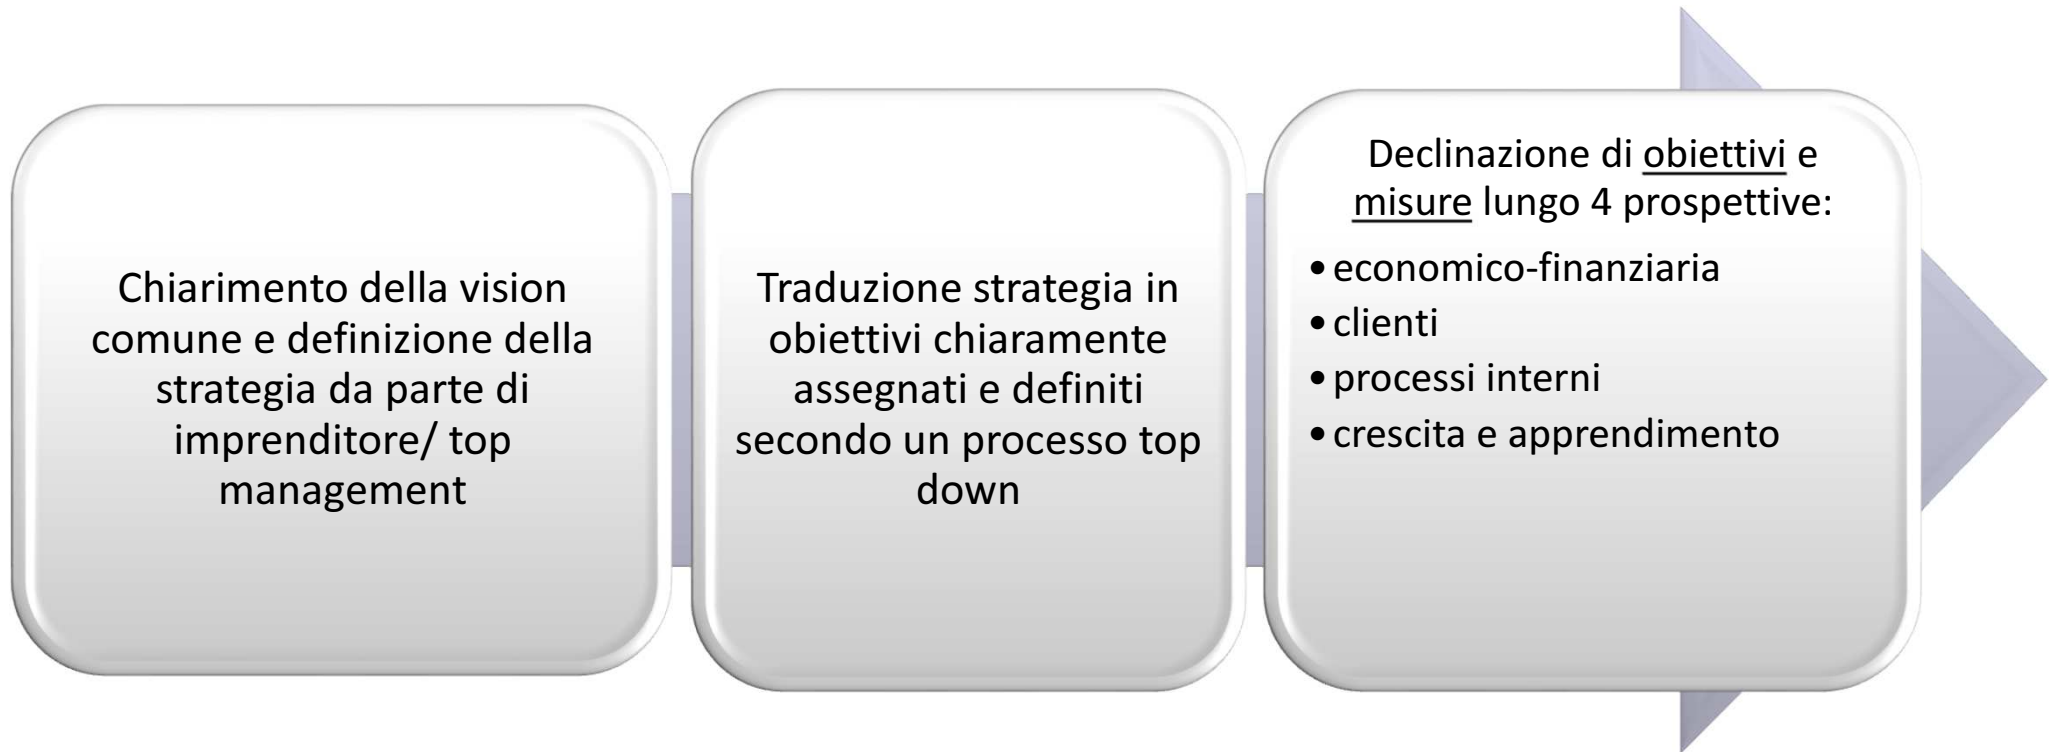 Chiarimento della vision
comune e definizione della
strategia da parte di
imprenditore/ top
management
Traduzione strategia in
obiettivi chiaramente
assegnati e definiti
secondo un processo top
down
Declinazione di obiettivi e
misure lungo 4 prospettive:
•economico-finanziaria
•clienti
•processi interni
•crescita e apprendimento